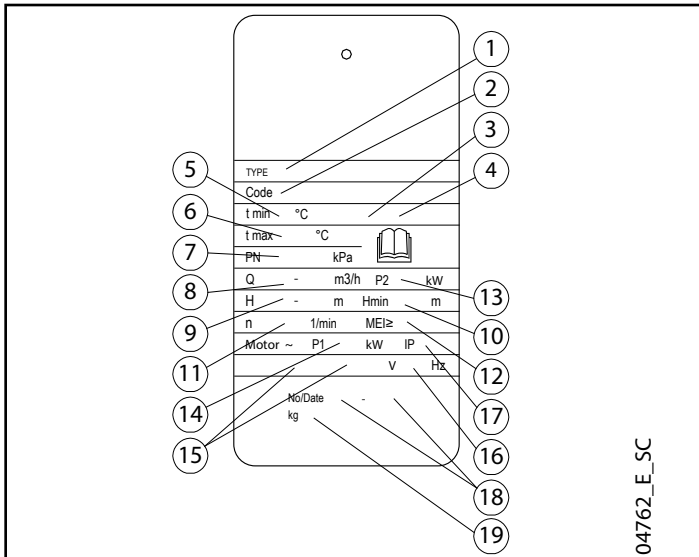 1
2
3
4
5
6
7
8
9
10
11
12
13
14
15
16
17
18
19
TYPE
Code
t min °C
t max °C
PN kPa
Q - m3/h P2 kW
H - m Hmin m
n 1/min MEI≥
Motor ~ P1 kW IP
V Hz
No/Date -
kg
04762_E_SC